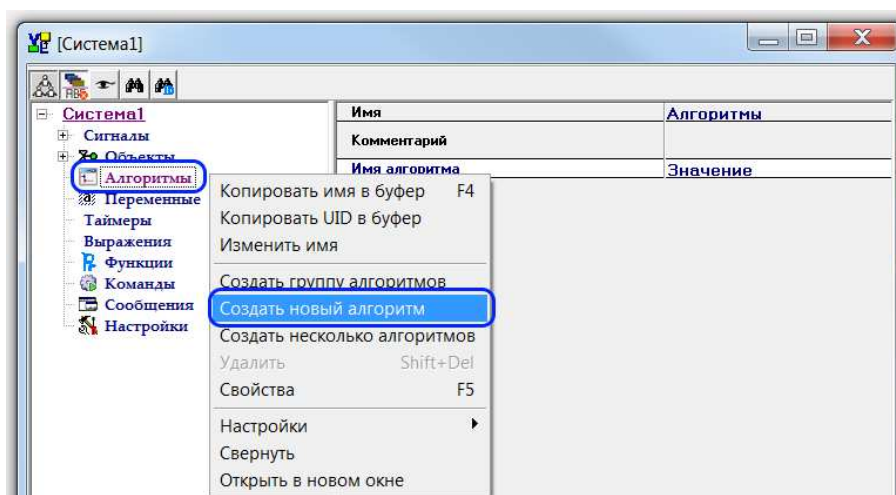 [Система1]
Система1
Сигналы
Объекты
Алгоритмы
Переменные
Таймеры
Выражения
Функции
Команды
Сообщения
Настройки
Имя Алгоритмы
Комментарий
Имя алгоритма Значение
Копировать имя в буфер F4
Копировать UID в буфер
Изменить имя
Создать группу алгоритмов
Создать новый алгоритм
Создать несколько алгоритмов
Удалить Shift+Del
Свойства F5
Настройки
Свернуть
Открыть в новом окне